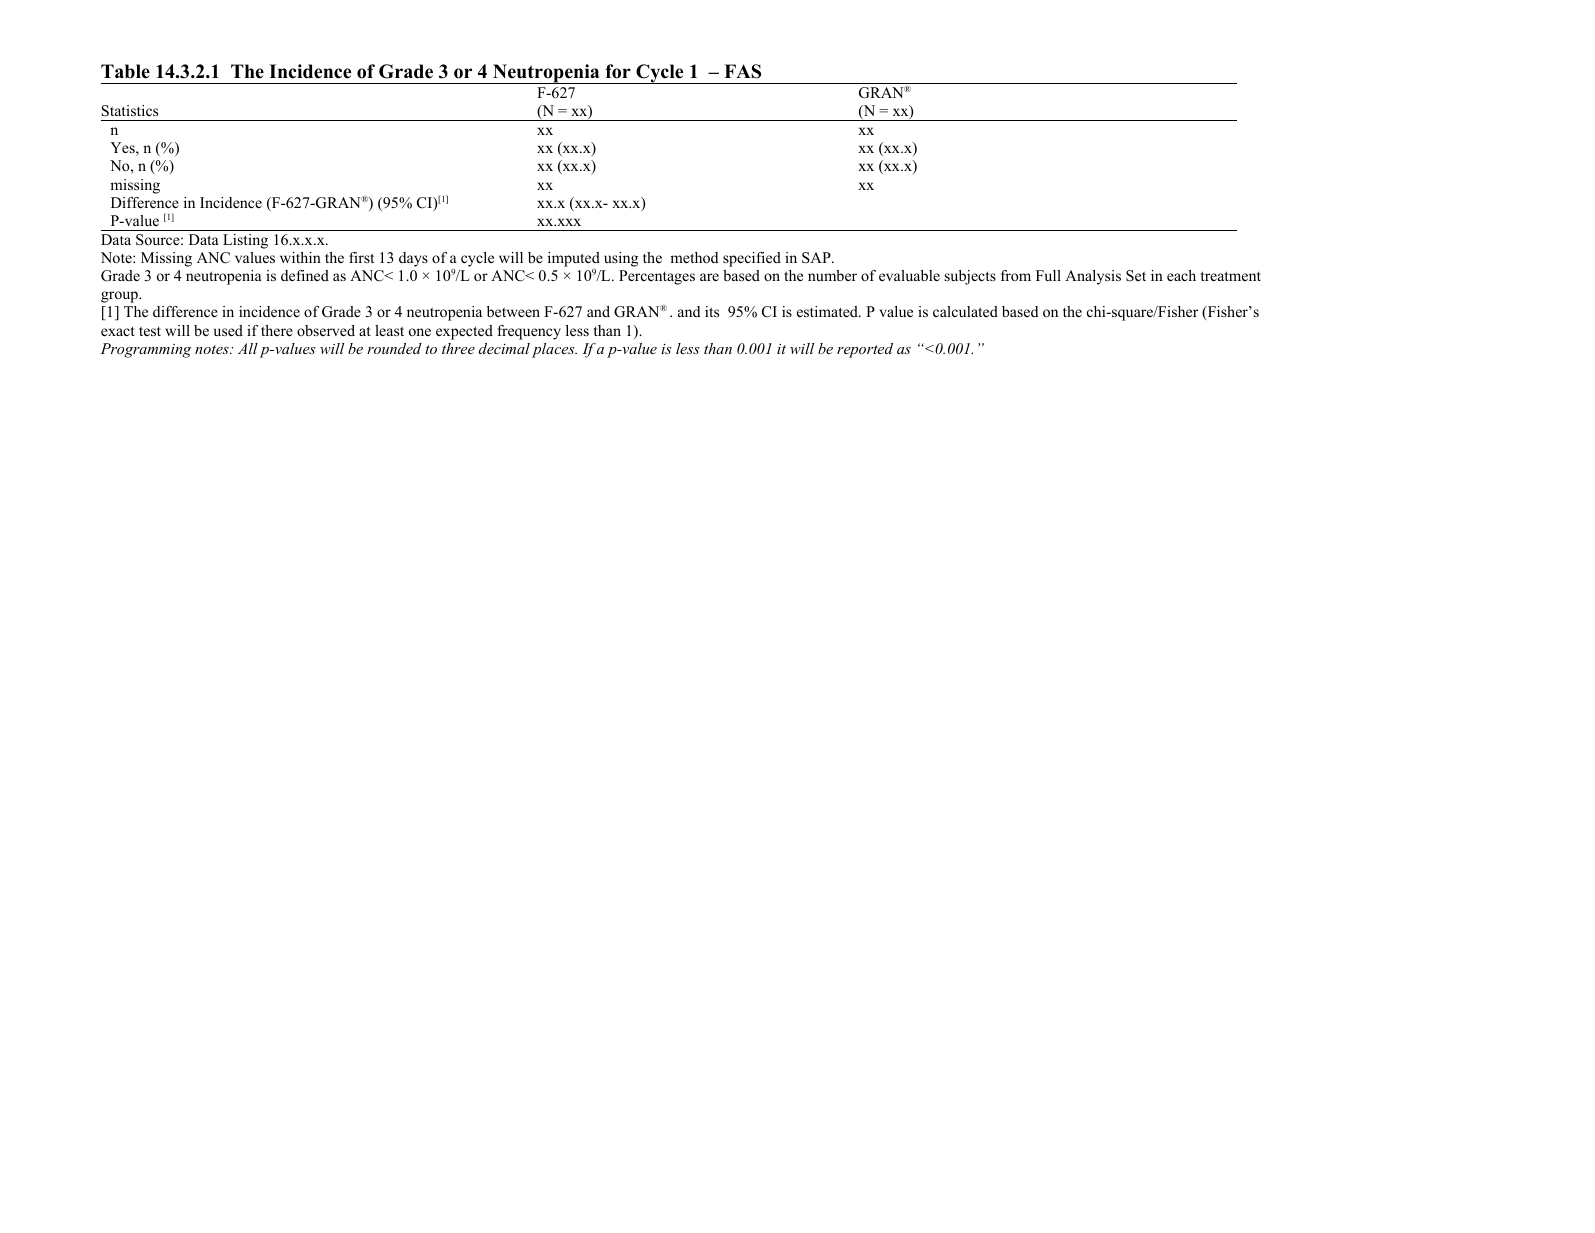 Table 14.3.2.1  The Incidence of Grade 3 or 4 Neutropenia for Cycle 1  – FAS
F-627 GRAN®
Statistics (N = xx) (N = xx)
n xx xx
Yes, n (%) xx (xx.x) xx (xx.x)
No, n (%) xx (xx.x) xx (xx.x)
missing xx xx
Difference in Incidence (F-627-GRAN®) (95% CI)[1] xx.x (xx.x- xx.x)
P-value [1] xx.xxx
Data Source: Data Listing 16.x.x.x.
Note: Missing ANC values within the first 13 days of a cycle will be imputed using the  method specified in SAP.
Grade 3 or 4 neutropenia is defined as ANC< 1.0 × 10⁹/L or ANC< 0.5 × 10⁹/L. Percentages are based on the number of evaluable subjects from Full Analysis Set in each treatment
group.
[1] The difference in incidence of Grade 3 or 4 neutropenia between F-627 and GRAN® . and its  95% CI is estimated. P value is calculated based on the chi-square/Fisher (Fisher’s
exact test will be used if there observed at least one expected frequency less than 1).
Programming notes: All p-values will be rounded to three decimal places. If a p-value is less than 0.001 it will be reported as “<0.001.”